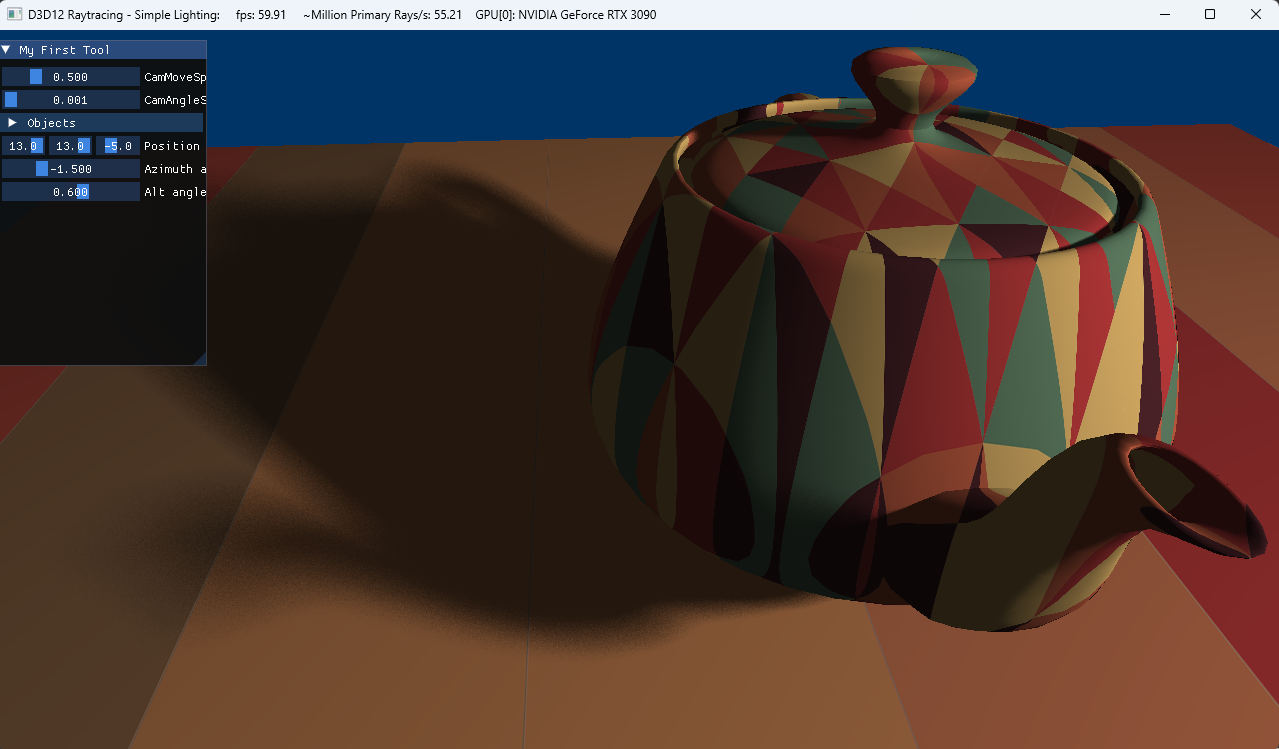 D3D12 Raytracing - Simple Lighting: fps: 59.91 ~Million Primary Rays/s: 55.21 GPU[0]: NVIDIA GeForce RTX 3090
My First Tool
0.500 CamMoveSp
0.001 CamAngleS
Objects
13.0 13.0 -5.0 Position
-1.500 Azimuth a
0.600 Alt angle